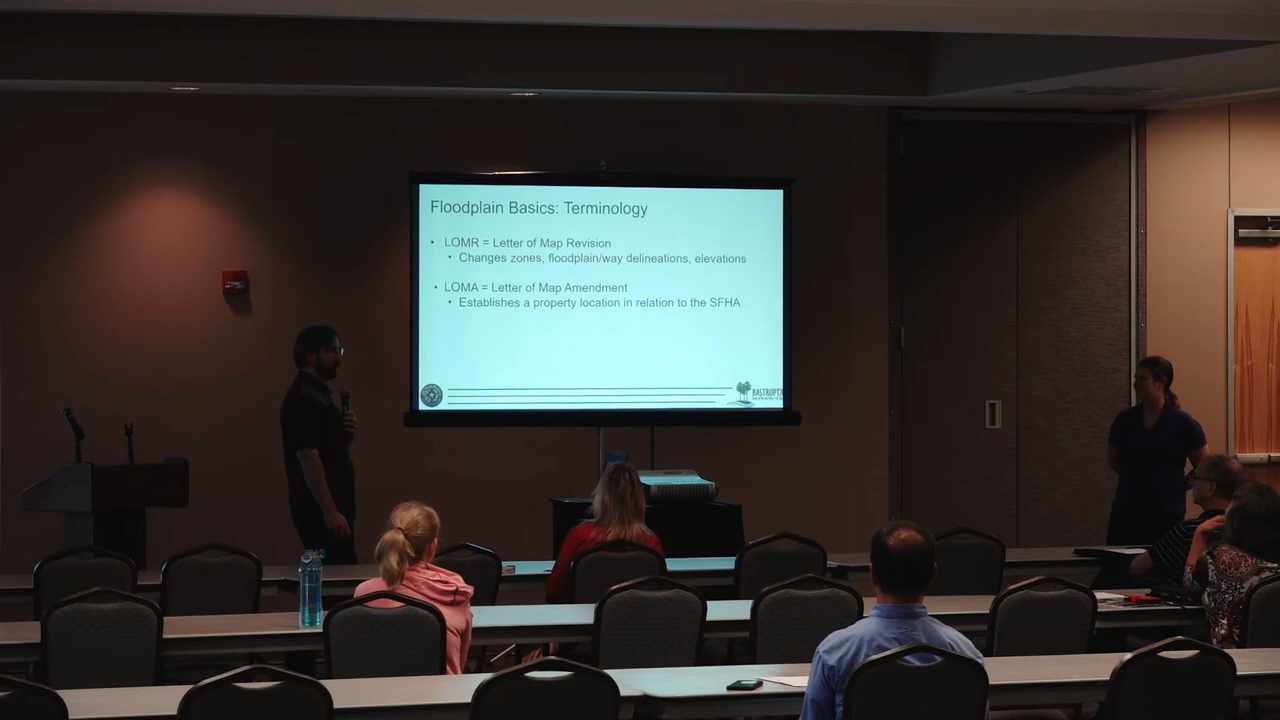 Floodplain Basics: Terminology
• LOMR = Letter of Map Revision
• Changes zones, floodplain/way delineations, elevations
• LOMA = Letter of Map Amendment
• Establishes a property location in relation to the SFHA
BASTROPTX